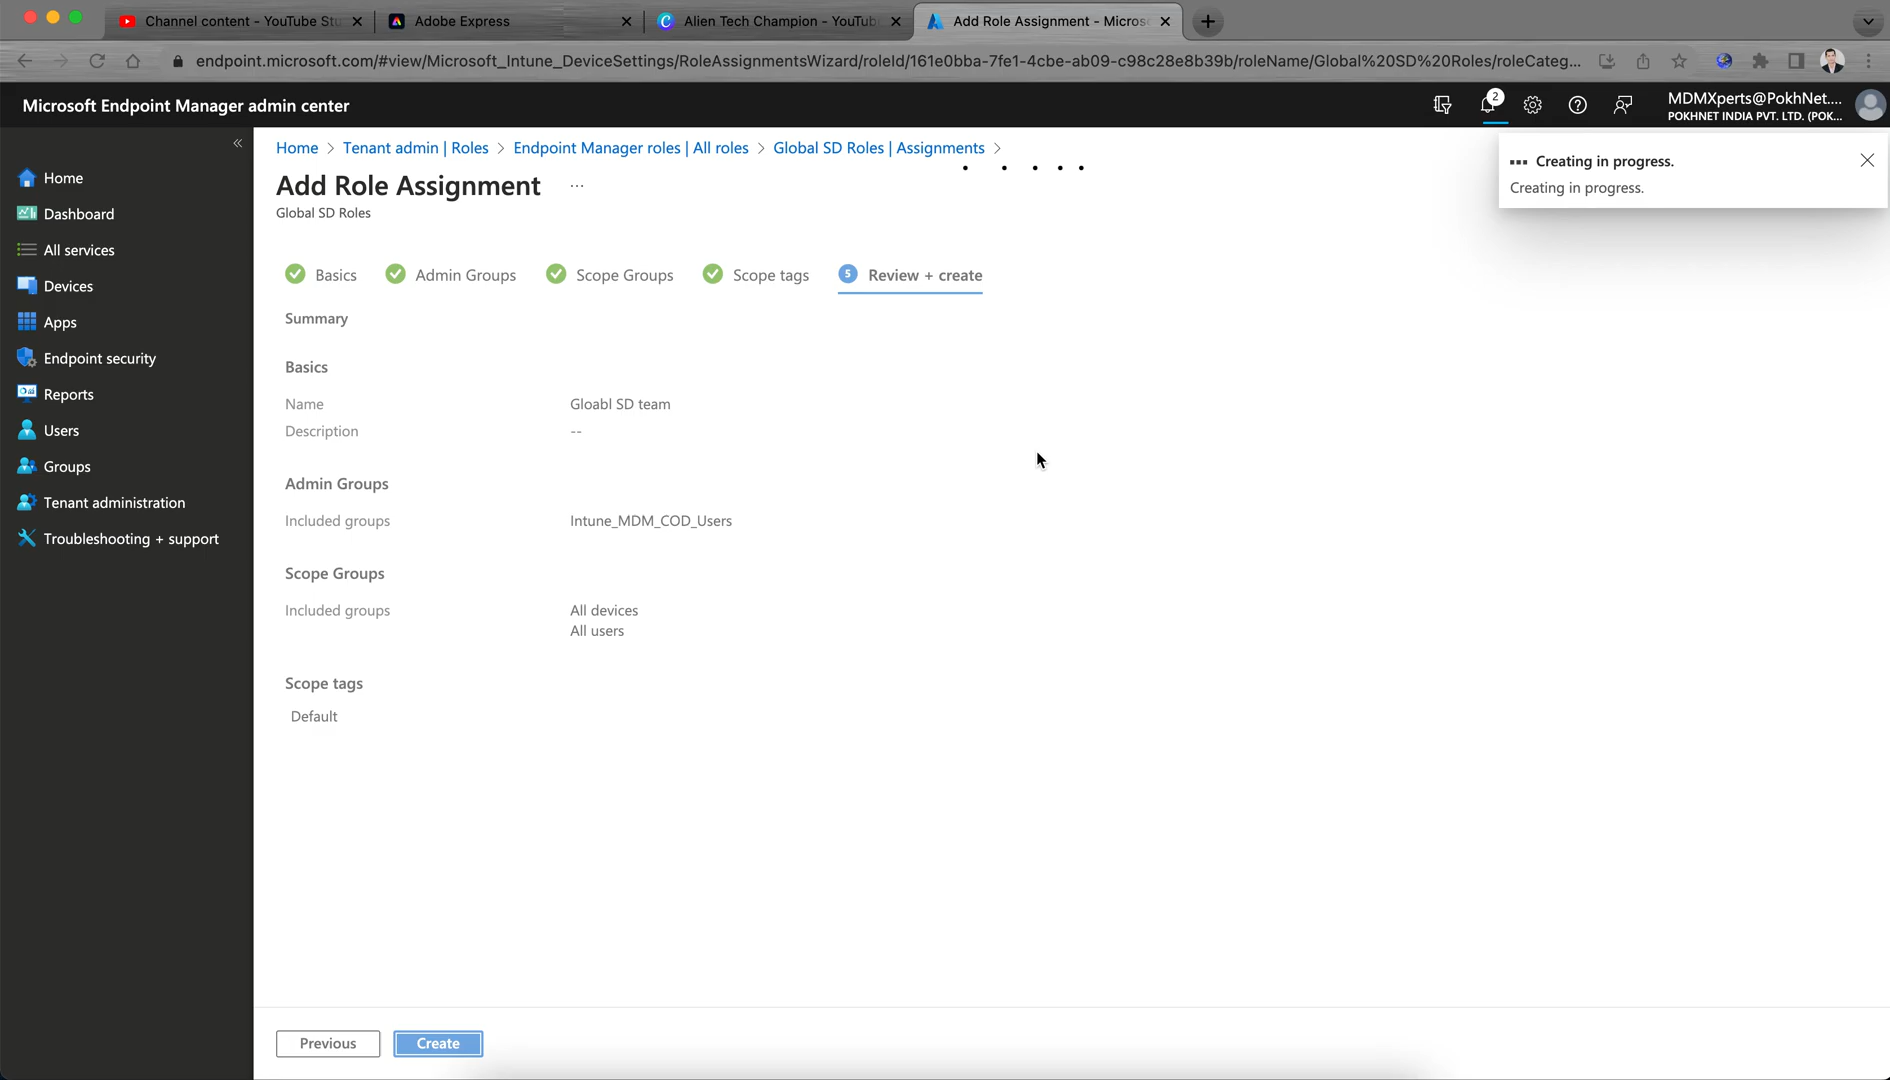 Channel content - YouTube Stu
Adobe Express
Alien Tech Champion - YouTub
Add Role Assignment - Microso
endpoint.microsoft.com/#view/Microsoft_Intune_DeviceSettings/RoleAssignmentsWizard/roleId/161e0bba-7fe1-4cbe-ab09-c98c28e8b39b/roleName/Global%20SD%20Roles/roleCateg...
Microsoft Endpoint Manager admin center
2
MDMXperts@PokhNet....
POKHNET INDIA PVT. LTD. (POK...
Home > Tenant admin | Roles > Endpoint Manager roles | All roles > Global SD Roles | Assignments >
Add Role Assignment ...
Global SD Roles
Creating in progress.
Creating in progress.
Home
Dashboard
All services
Devices
Apps
Endpoint security
Reports
Users
Groups
Tenant administration
Troubleshooting + support
Basics
Admin Groups
Scope Groups
Scope tags
5 Review + create
Summary
Basics
Name Gloabl SD team
Description --
Admin Groups
Included groups Intune_MDM_COD_Users
Scope Groups
Included groups All devices
All users
Scope tags
Default
Previous
Create